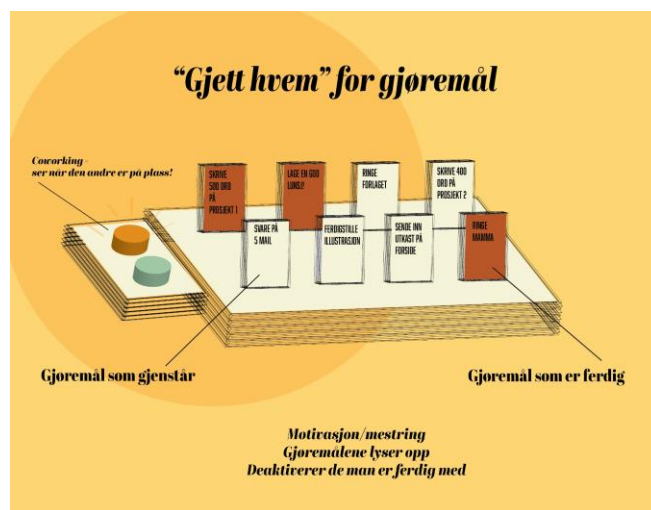 “Gjett hvem” for gjøremål
Coworking -
ser når den andre er på plass!
SKRIVE
500 ORD
PÅ
PROSJEKT 1
LAGE EN GOD
LUNSJ!
RINGE
FORLAGET
SKRIVE 400
ORD PÅ
PROSJEKT 2
SVARE PÅ
5 MAIL
FERDIGSTILLE
ILLUSTRASJON
SENDE INN
UTKAST PÅ
FORSIDE
RINGE
MAMMA
Gjøremål som gjenstår
Gjøremål som er ferdig
Motivasjon/mestring
Gjøremålene lyser opp
Deaktiverer de man er ferdig med